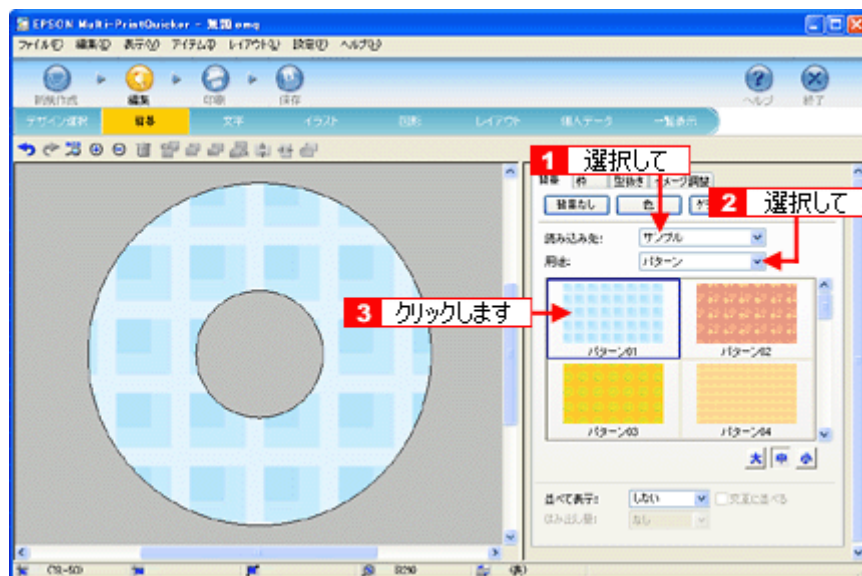 EPSON Multi-PrintQuicker - 無題.emq
ファイル(F) 編集(E) 表示(V) アイテム(I) レイアウト(L) 設定(O) ヘルプ(H)
新規作成 編集 印刷 保存 ヘルプ 終了
デザイン選択 背景 文字 イラスト 図形 レイアウト 個人データ 一覧表示
1 選択して
背景 枠 型抜き イメージ調整
背景なし 色
2 選択して
読み込み先: サンプル
用途: パターン
3 クリックします
パターン01 パターン02
パターン03 パターン04
大 中 小
並べて表示: しない 交互に並べる
はみ出し量: なし
(表)